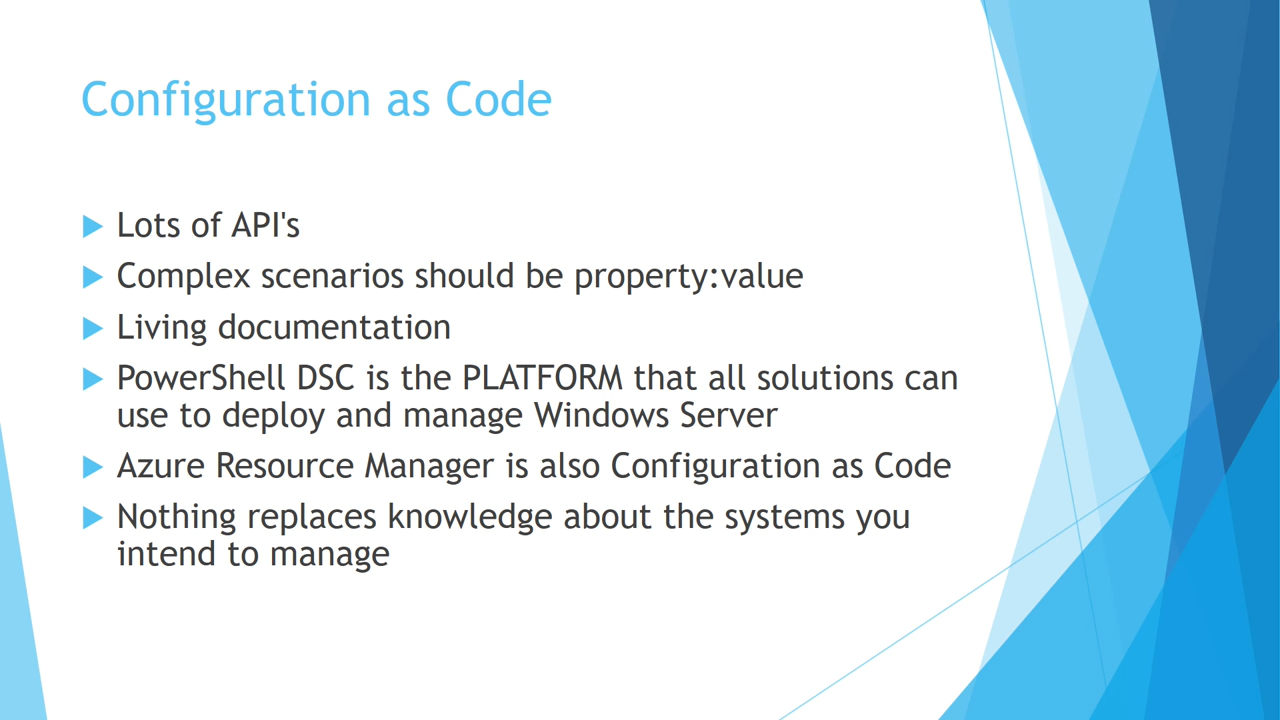 Configuration as Code
Lots of API's
Complex scenarios should be property:value
Living documentation
PowerShell DSC is the PLATFORM that all solutions can
use to deploy and manage Windows Server
Azure Resource Manager is also Configuration as Code
Nothing replaces knowledge about the systems you
intend to manage